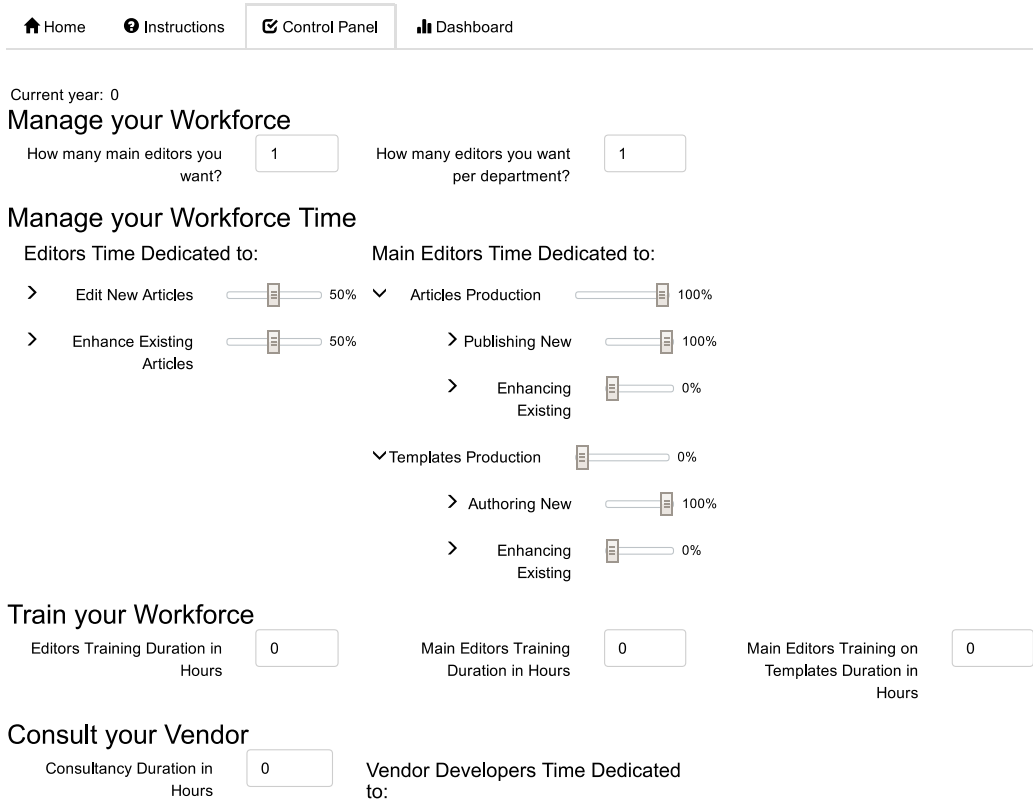 Home Instructions Control Panel Dashboard
Current year: 0
Manage your Workforce
How many main editors you
want?
1
How many editors you want
per department?
1
Manage your Workforce Time
Editors Time Dedicated to:
Edit New Articles 50%
Enhance Existing
Articles
50%
Main Editors Time Dedicated to:
Articles Production 100%
Publishing New 100%
Enhancing
Existing
0%
Templates Production 0%
Authoring New 100%
Enhancing
Existing
0%
Train your Workforce
Editors Training Duration in
Hours
0
Main Editors Training
Duration in Hours
0
Main Editors Training on
Templates Duration in
Hours
0
Consult your Vendor
Consultancy Duration in
Hours
0
Vendor Developers Time Dedicated
to: